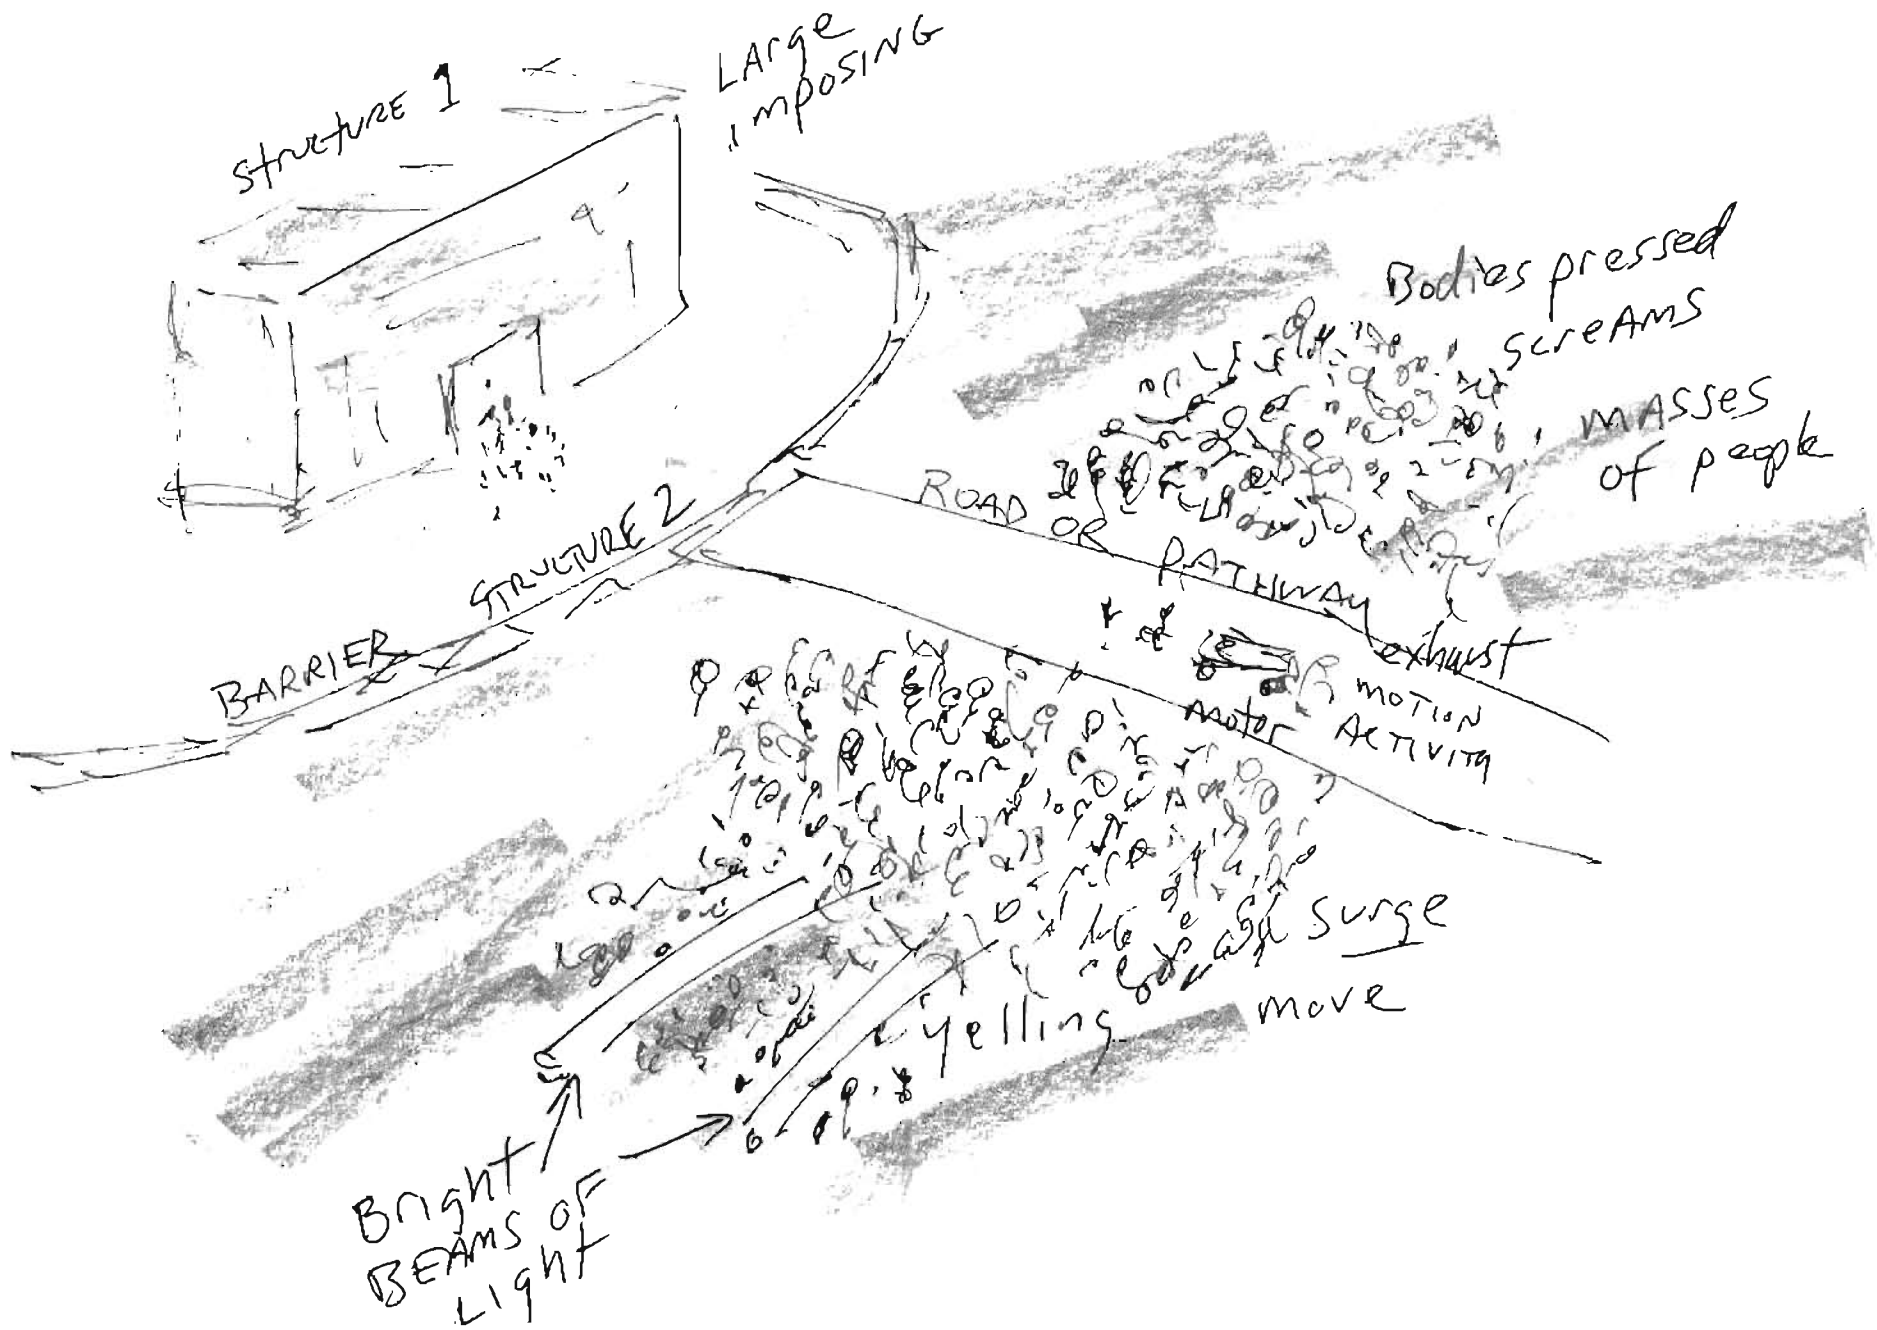 LArge
imposing
structure 1
Bodies pressed
screams
masses
of people
ROAD OR PATHWAY
STRUCTURE 2
BARRIER
exhaust
motion
Activity
motor
surge
yelling
move
Bright
BEAMS OF
Light